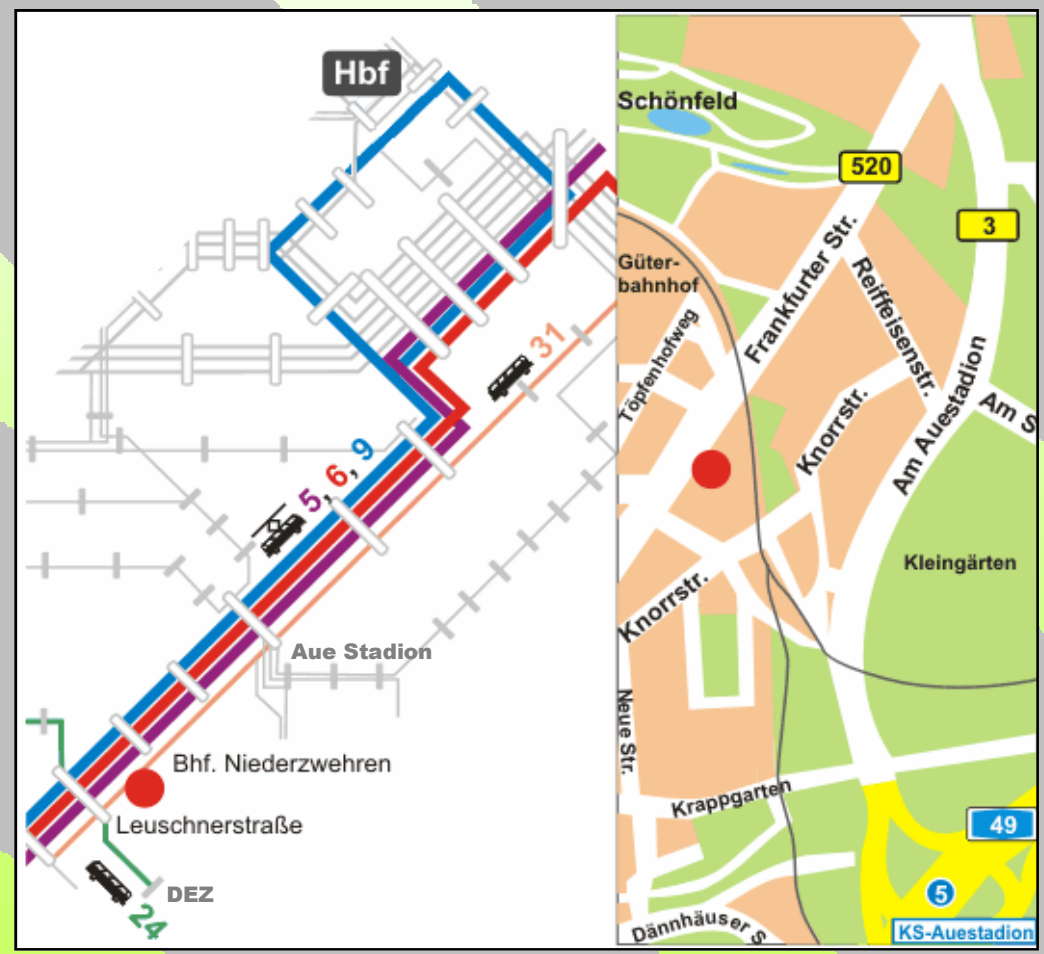 Hbf
31
5, 6, 9
Aue Stadion
Bhf. Niederzwehren
Leuschnerstraße
DEZ
24
Schönfeld
520
3
Güter-
bahnhof
Frankfurter Str.
Reiffeisenstr.
Töpfenhofweg
Knorrstr.
Am Auestadion
Am S
Kleingärten
Knorrstr.
Neue Str.
Krappgarten
49
5
Dännhäuser S
KS-Auestadion